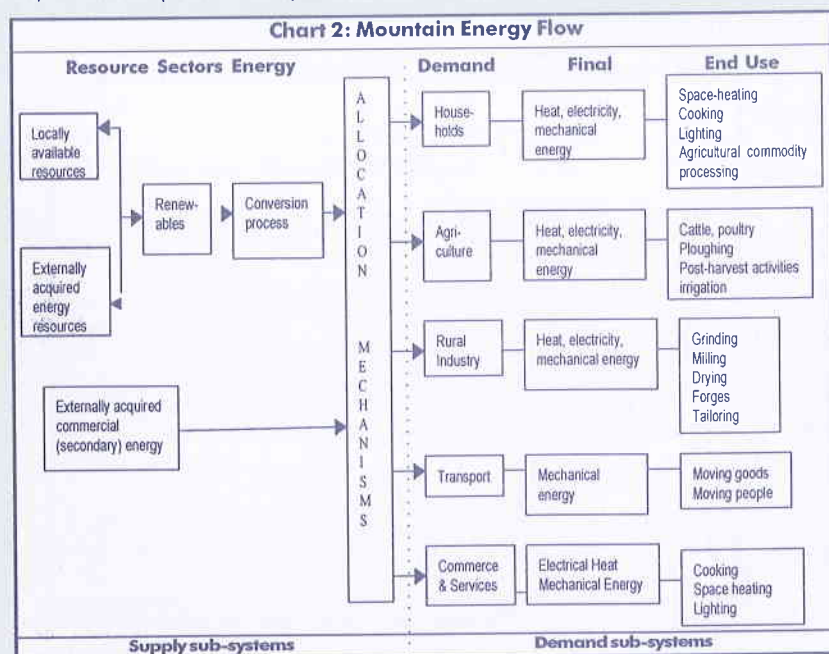 Chart 2: Mountain Energy Flow
Resource Sectors Energy
Demand
Final
End Use
Locally
available
resources
Externally
acquired
energy
resources
Renew-
ables
Conversion
process
Externally acquired
commercial
(secondary) energy
ALLOCATION
MECHANISMS
House-
holds
Heat, electricity,
mechanical
energy
Space-heating
Cooking
Lighting
Agricultural commodity
processing
Agri-
culture
Heat, electricity,
mechanical
energy
Cattle, poultry
Ploughing
Post-harvest activities
irrigation
Rural
Industry
Heat, electricity,
mechanical energy
Grinding
Milling
Drying
Forges
Tailoring
Transport
Mechanical
energy
Moving goods
Moving people
Commerce
& Services
Electrical Heat
Mechanical Energy
Cooking
Space heating
Lighting
Supply sub-systems
Demand sub-systems